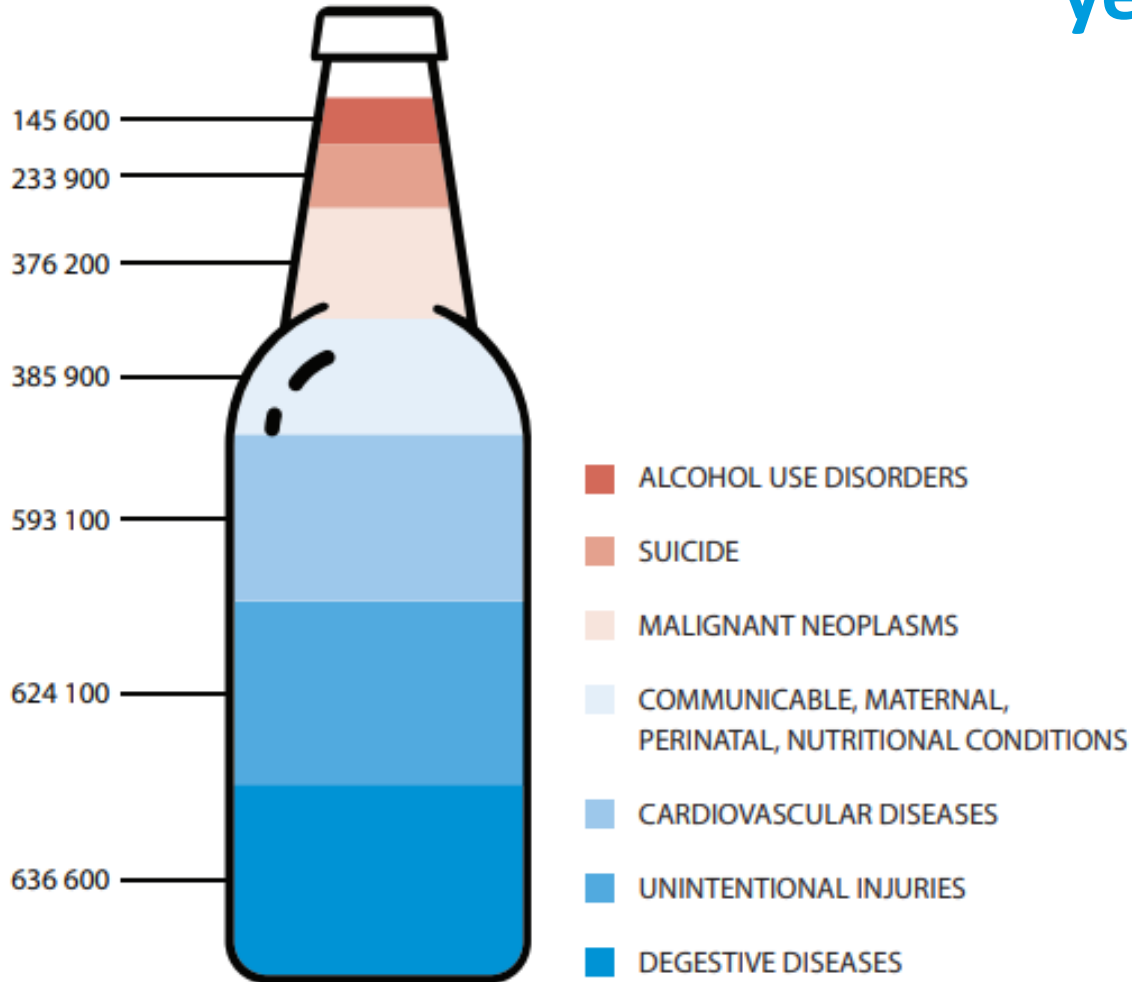 ye
145 600
233 900
376 200
385 900
593 100
624 100
636 600
ALCOHOL USE DISORDERS
SUICIDE
MALIGNANT NEOPLASMS
COMMUNICABLE, MATERNAL,
PERINATAL, NUTRITIONAL CONDITIONS
CARDIOVASCULAR DISEASES
UNINTENTIONAL INJURIES
DEGESTIVE DISEASES